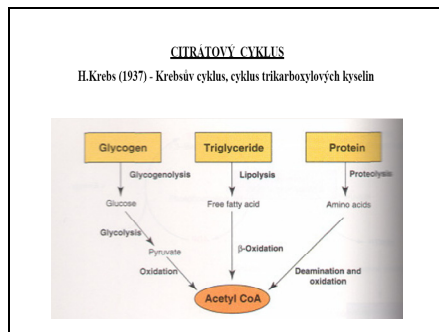 CITRÁTOVÝ CYKLUS
H.Krebs (1937) - Krebsův cyklus, cyklus trikarboxylových kyselin
Glycogen Triglyceride Protein
Glycogenolysis Lipolysis Proteolysis
Glucose Free fatty acid Amino acids
Glycolysis
Pyruvate β-Oxidation
Oxidation Deamination and
oxidation
Acetyl CoA